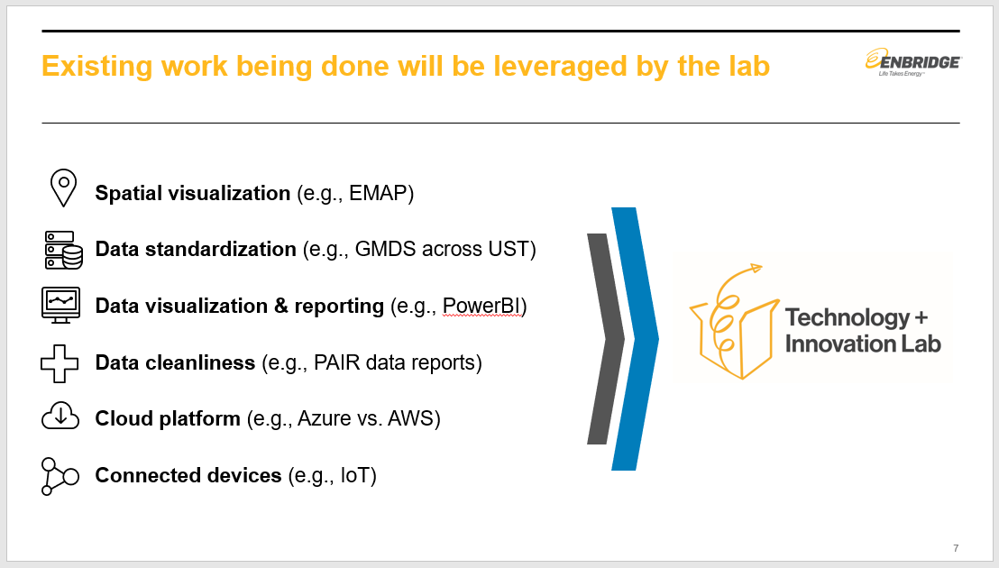 Existing work being done will be leveraged by the lab
ENBRIDGE
Life Takes Energy™
Spatial visualization (e.g., EMAP)
Data standardization (e.g., GMDS across UST)
Data visualization & reporting (e.g., PowerBI)
Data cleanliness (e.g., PAIR data reports)
Cloud platform (e.g., Azure vs. AWS)
Connected devices (e.g., IoT)
Technology +
Innovation Lab
7